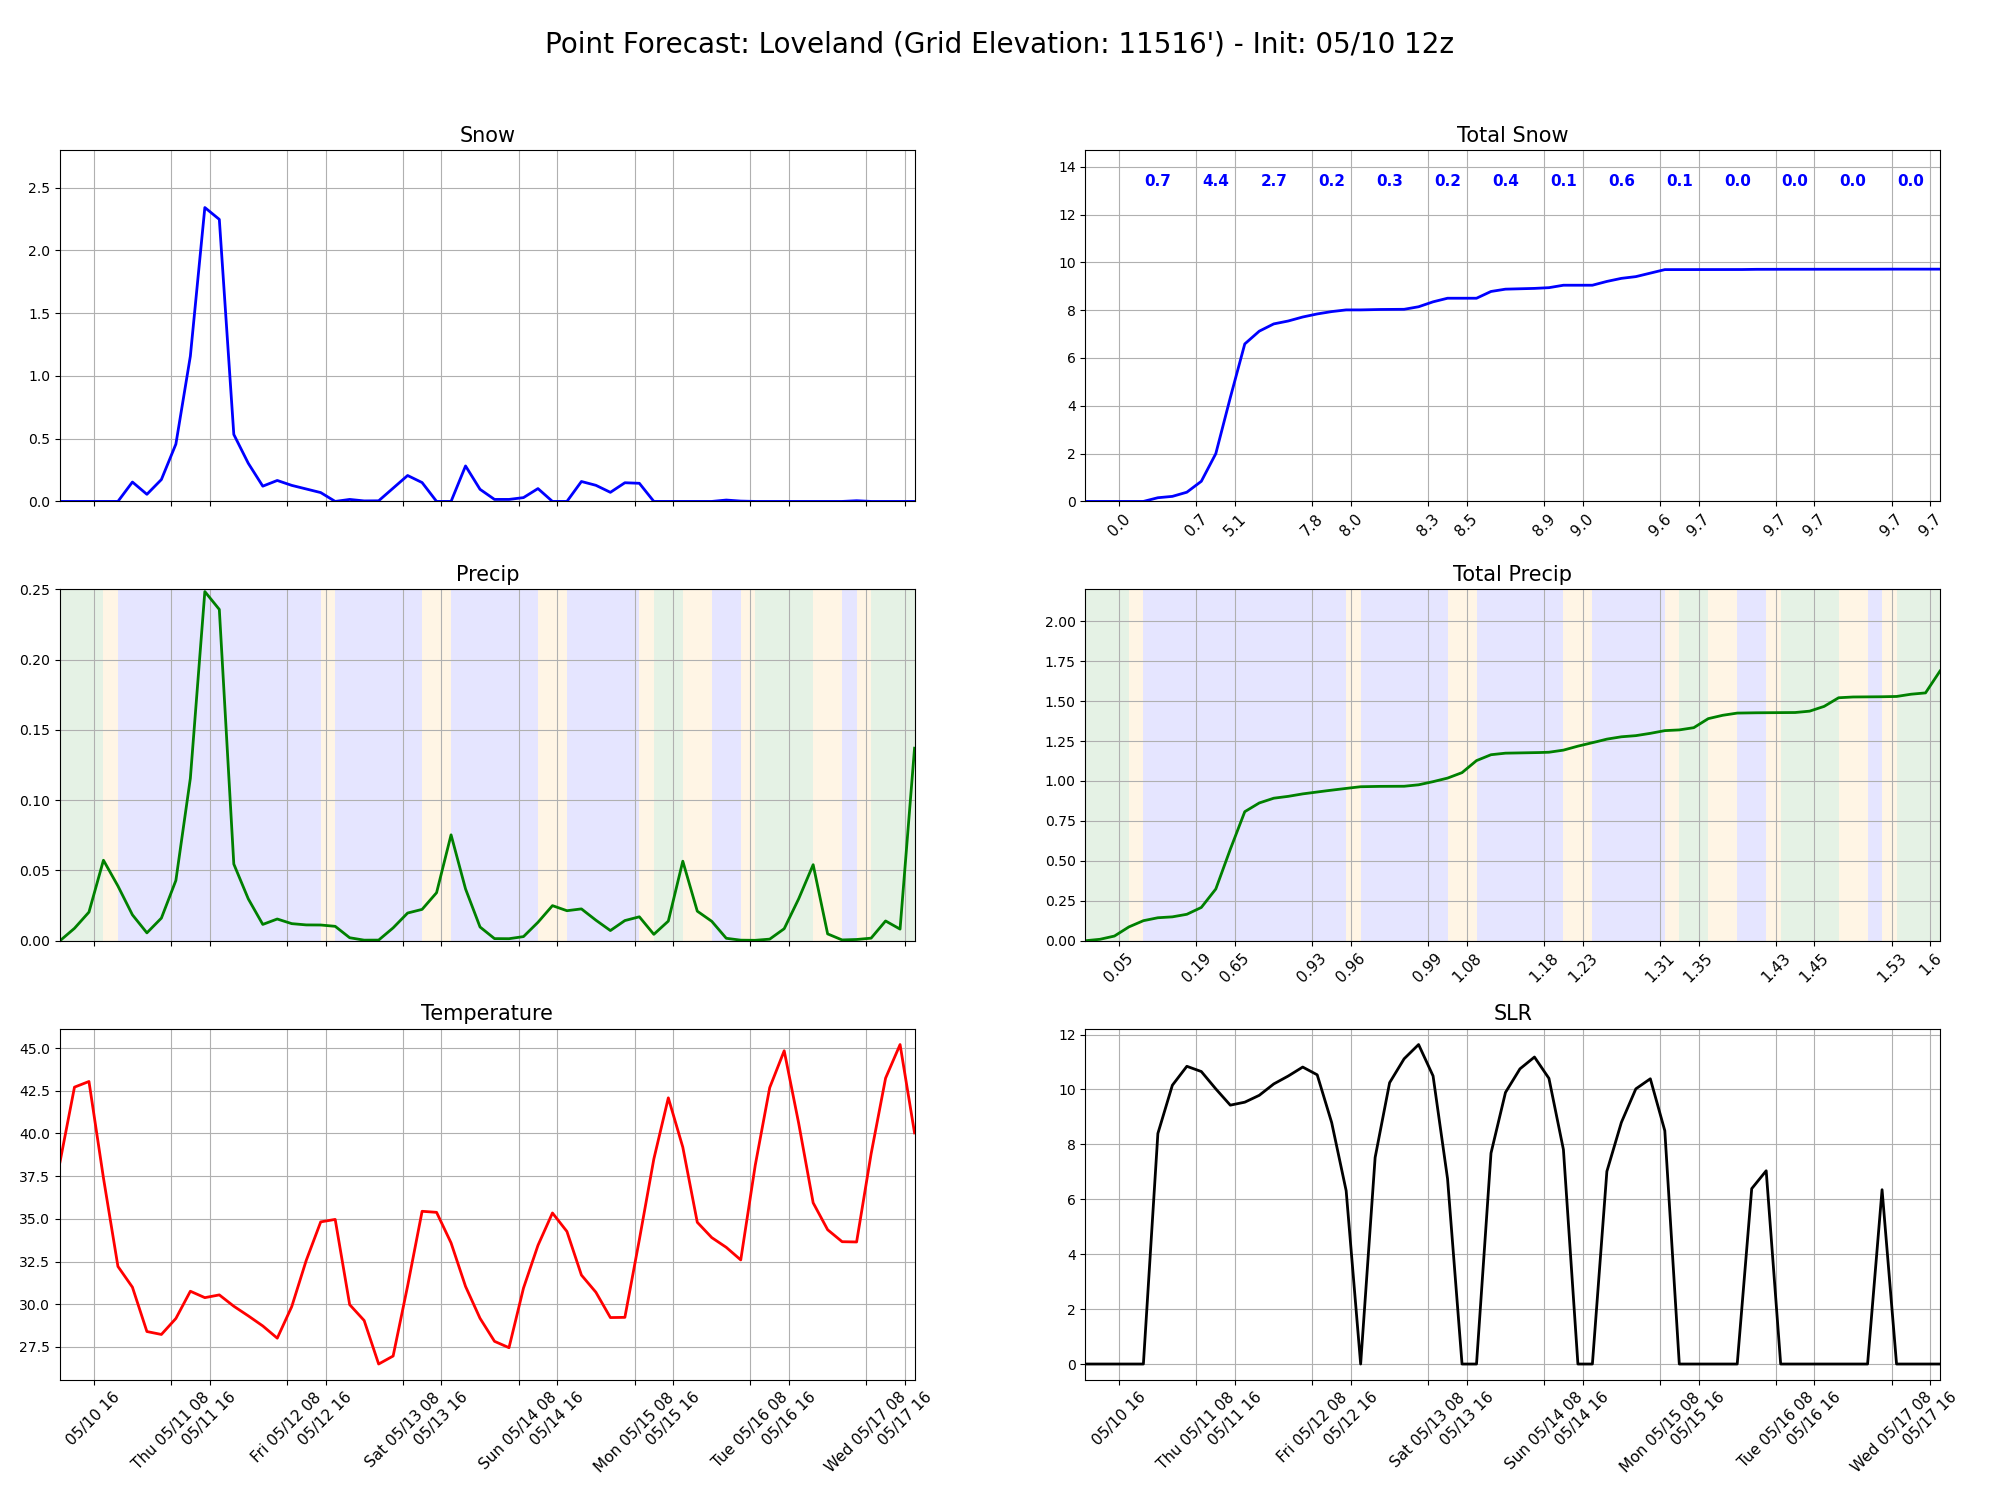 Point Forecast: Loveland (Grid Elevation: 11516') - Init: 05/10 12z
Snow
2.5
2.0
1.5
1.0
0.5
0.0
Total Snow
14
12
10
8
6
4
2
0
0.7 4.4 2.7 0.2 0.3 0.2 0.4 0.1 0.6 0.1 0.0 0.0 0.0 0.0
0.0 0.7 5.1 7.8 8.0 8.3 8.5 8.9 9.0 9.6 9.7 9.7 9.7 9.7 9.7
Precip
0.25
0.20
0.15
0.10
0.05
0.00
Total Precip
2.00
1.75
1.50
1.25
1.00
0.75
0.50
0.25
0.00
0.05 0.19 0.65 0.93 0.96 0.99 1.08 1.18 1.23 1.31 1.35 1.43 1.45 1.53 1.6
Temperature
45.0
42.5
40.0
37.5
35.0
32.5
30.0
27.5
05/10 16
Thu 05/11 08
05/11 16
Fri 05/12 08
05/12 16
Sat 05/13 08
05/13 16
Sun 05/14 08
05/14 16
Mon 05/15 08
05/15 16
Tue 05/16 08
05/16 16
Wed 05/17 08
05/17 16
SLR
12
10
8
6
4
2
0
05/10 16
Thu 05/11 08
05/11 16
Fri 05/12 08
05/12 16
Sat 05/13 08
05/13 16
Sun 05/14 08
05/14 16
Mon 05/15 08
05/15 16
Tue 05/16 08
05/16 16
Wed 05/17 08
05/17 16